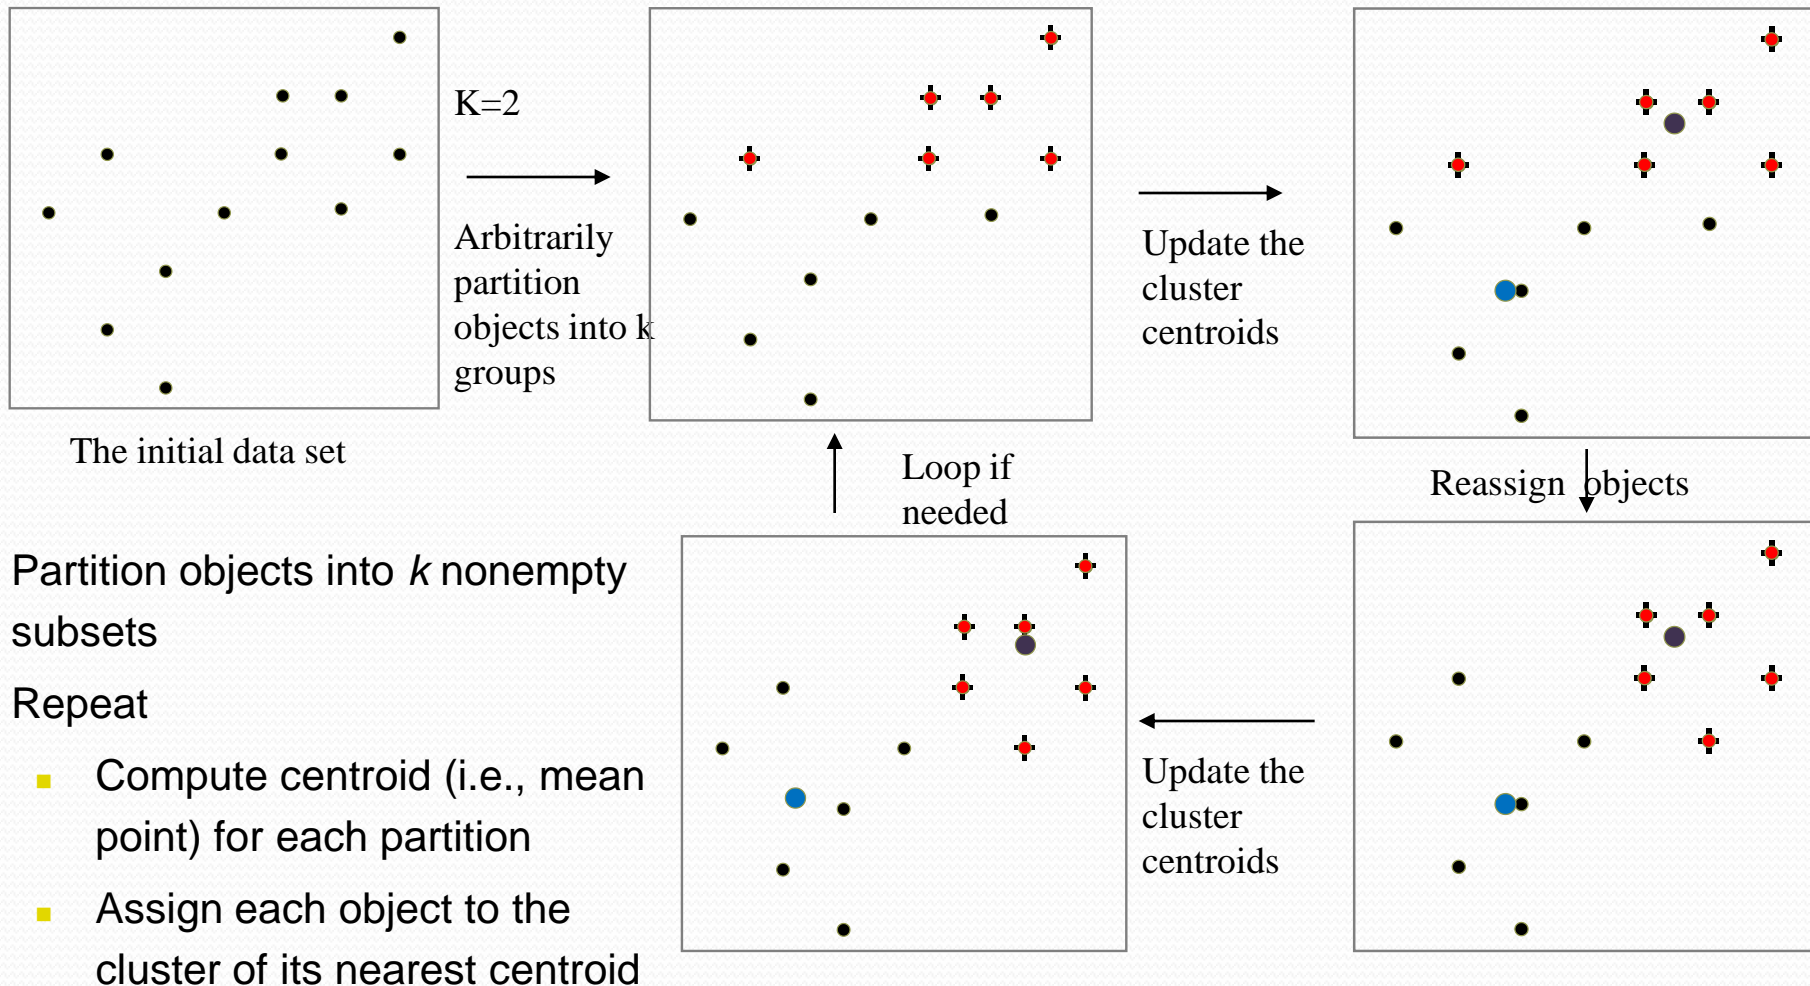 K=2
Arbitrarily
partition
objects into k
groups
Update the
cluster
centroids
The initial data set
Loop if
needed
Reassign objects
Update the
cluster
centroids
Partition objects into k nonempty
subsets
Repeat
Compute centroid (i.e., mean
point) for each partition
Assign each object to the
cluster of its nearest centroid